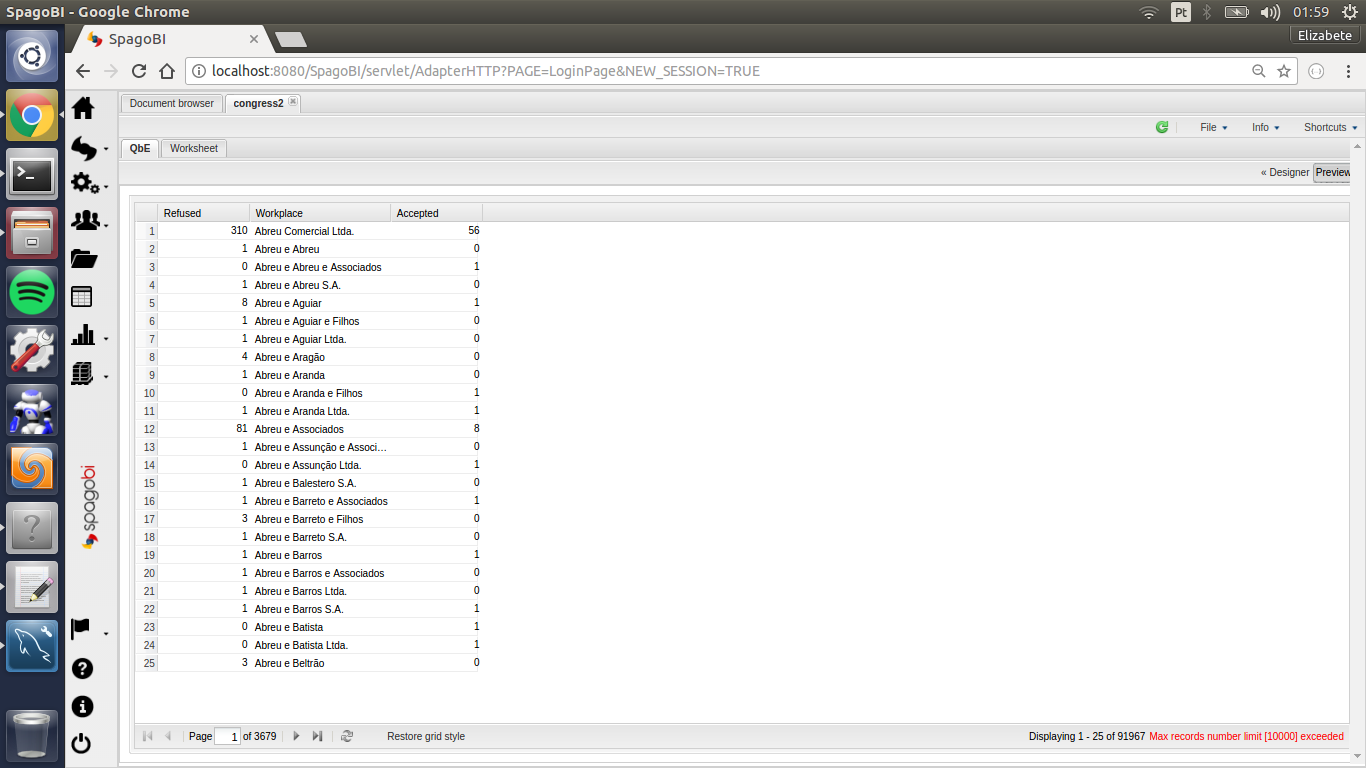 SpagoBI - Google Chrome Pt 01:59
SpagoBI Elizabete
localhost:8080/SpagoBI/servlet/AdapterHTTP?PAGE=LoginPage&NEW_SESSION=TRUE
Document browser congress2
File Info Shortcuts
QbE Worksheet
« Designer Preview
Refused Workplace Accepted
1 310 Abreu Comercial Ltda. 56
2 1 Abreu e Abreu 0
3 0 Abreu e Abreu e Associados 1
4 1 Abreu e Abreu S.A. 0
5 8 Abreu e Aguiar 1
6 1 Abreu e Aguiar e Filhos 0
7 1 Abreu e Aguiar Ltda. 0
8 4 Abreu e Aragão 0
9 1 Abreu e Aranda 0
10 0 Abreu e Aranda e Filhos 1
11 1 Abreu e Aranda Ltda. 1
12 81 Abreu e Associados 8
13 1 Abreu e Assunção e Associ... 0
14 0 Abreu e Assunção Ltda. 1
15 1 Abreu e Balestero S.A. 0
16 1 Abreu e Barreto e Associados 1
17 3 Abreu e Barreto e Filhos 0
18 1 Abreu e Barreto S.A. 0
19 1 Abreu e Barros 1
20 1 Abreu e Barros e Associados 0
21 1 Abreu e Barros Ltda. 0
22 1 Abreu e Barros S.A. 1
23 0 Abreu e Batista 1
24 0 Abreu e Batista Ltda. 1
25 3 Abreu e Beltrão 0
spagobi
Page 1 of 3679 Restore grid style Displaying 1 - 25 of 91967 Max records number limit [10000] exceeded